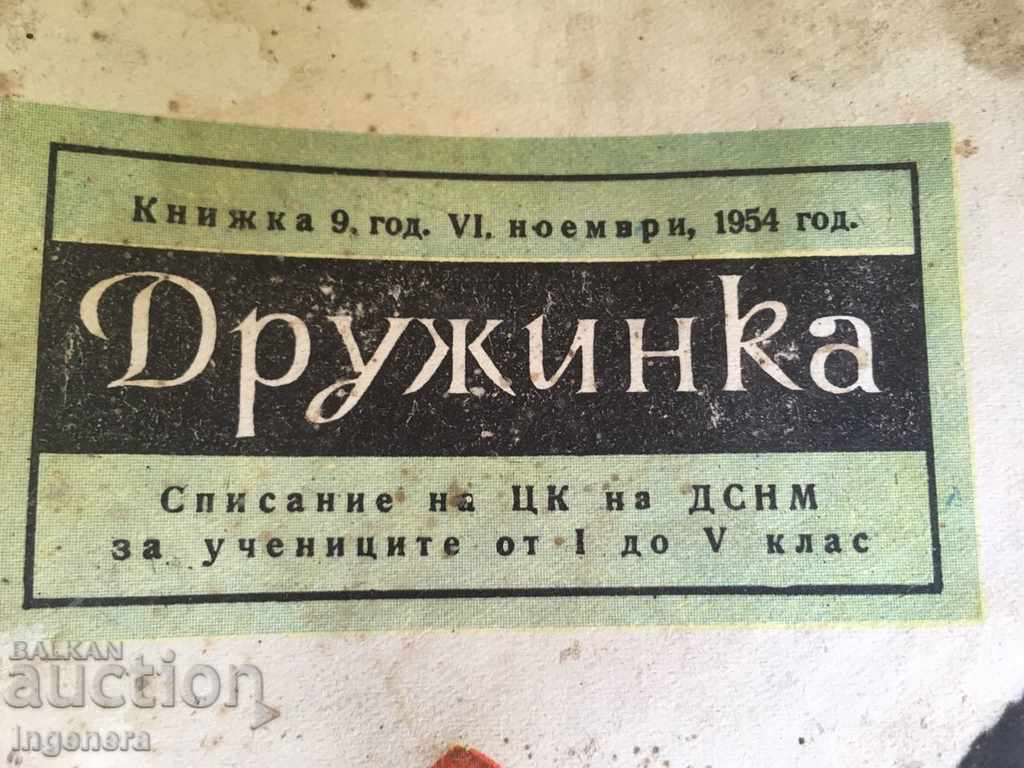 Книжка 9. год. VI. ноември, 1954 год.
Дружинка
Списание на ЦК на ДСНМ
за учениците от I до V клас
BALKAN
auction
Ingenera